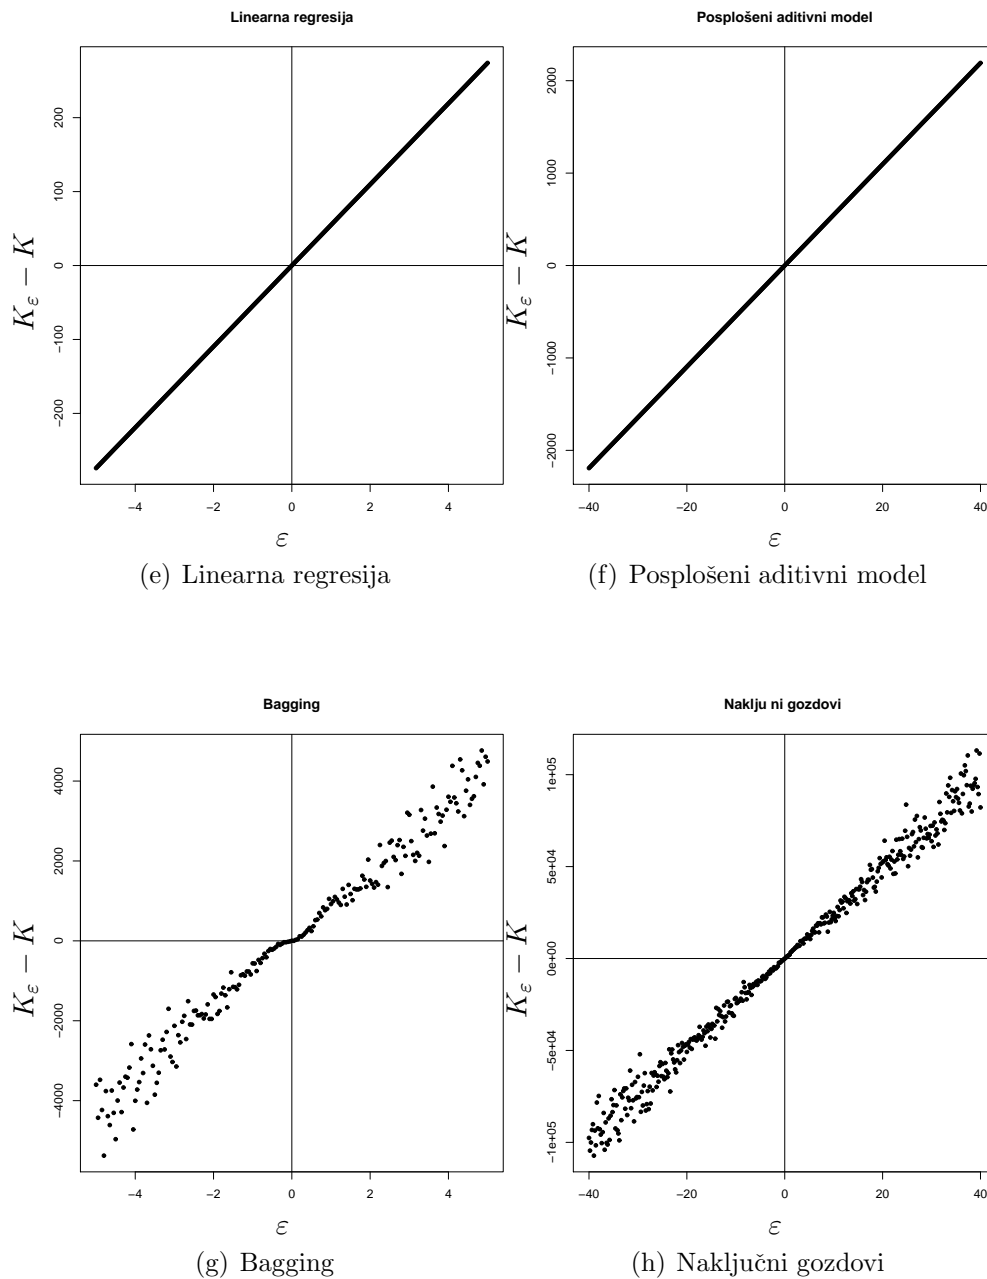 Linearna regresija
Posplošeni aditivni model
200
100
0
−100
−200
K_ε − K
−4 −2 0 2 4
ε
2000
1000
0
−1000
−2000
K_ε − K
−40 −20 0 20 40
ε
(e) Linearna regresija
(f) Posplošeni aditivni model
Bagging
Naklju ni gozdovi
4000
2000
0
−2000
−4000
K_ε − K
−4 −2 0 2 4
ε
1e+05
5e+04
0e+00
−5e+04
−1e+05
K_ε − K
−40 −20 0 20 40
ε
(g) Bagging
(h) Naključni gozdovi